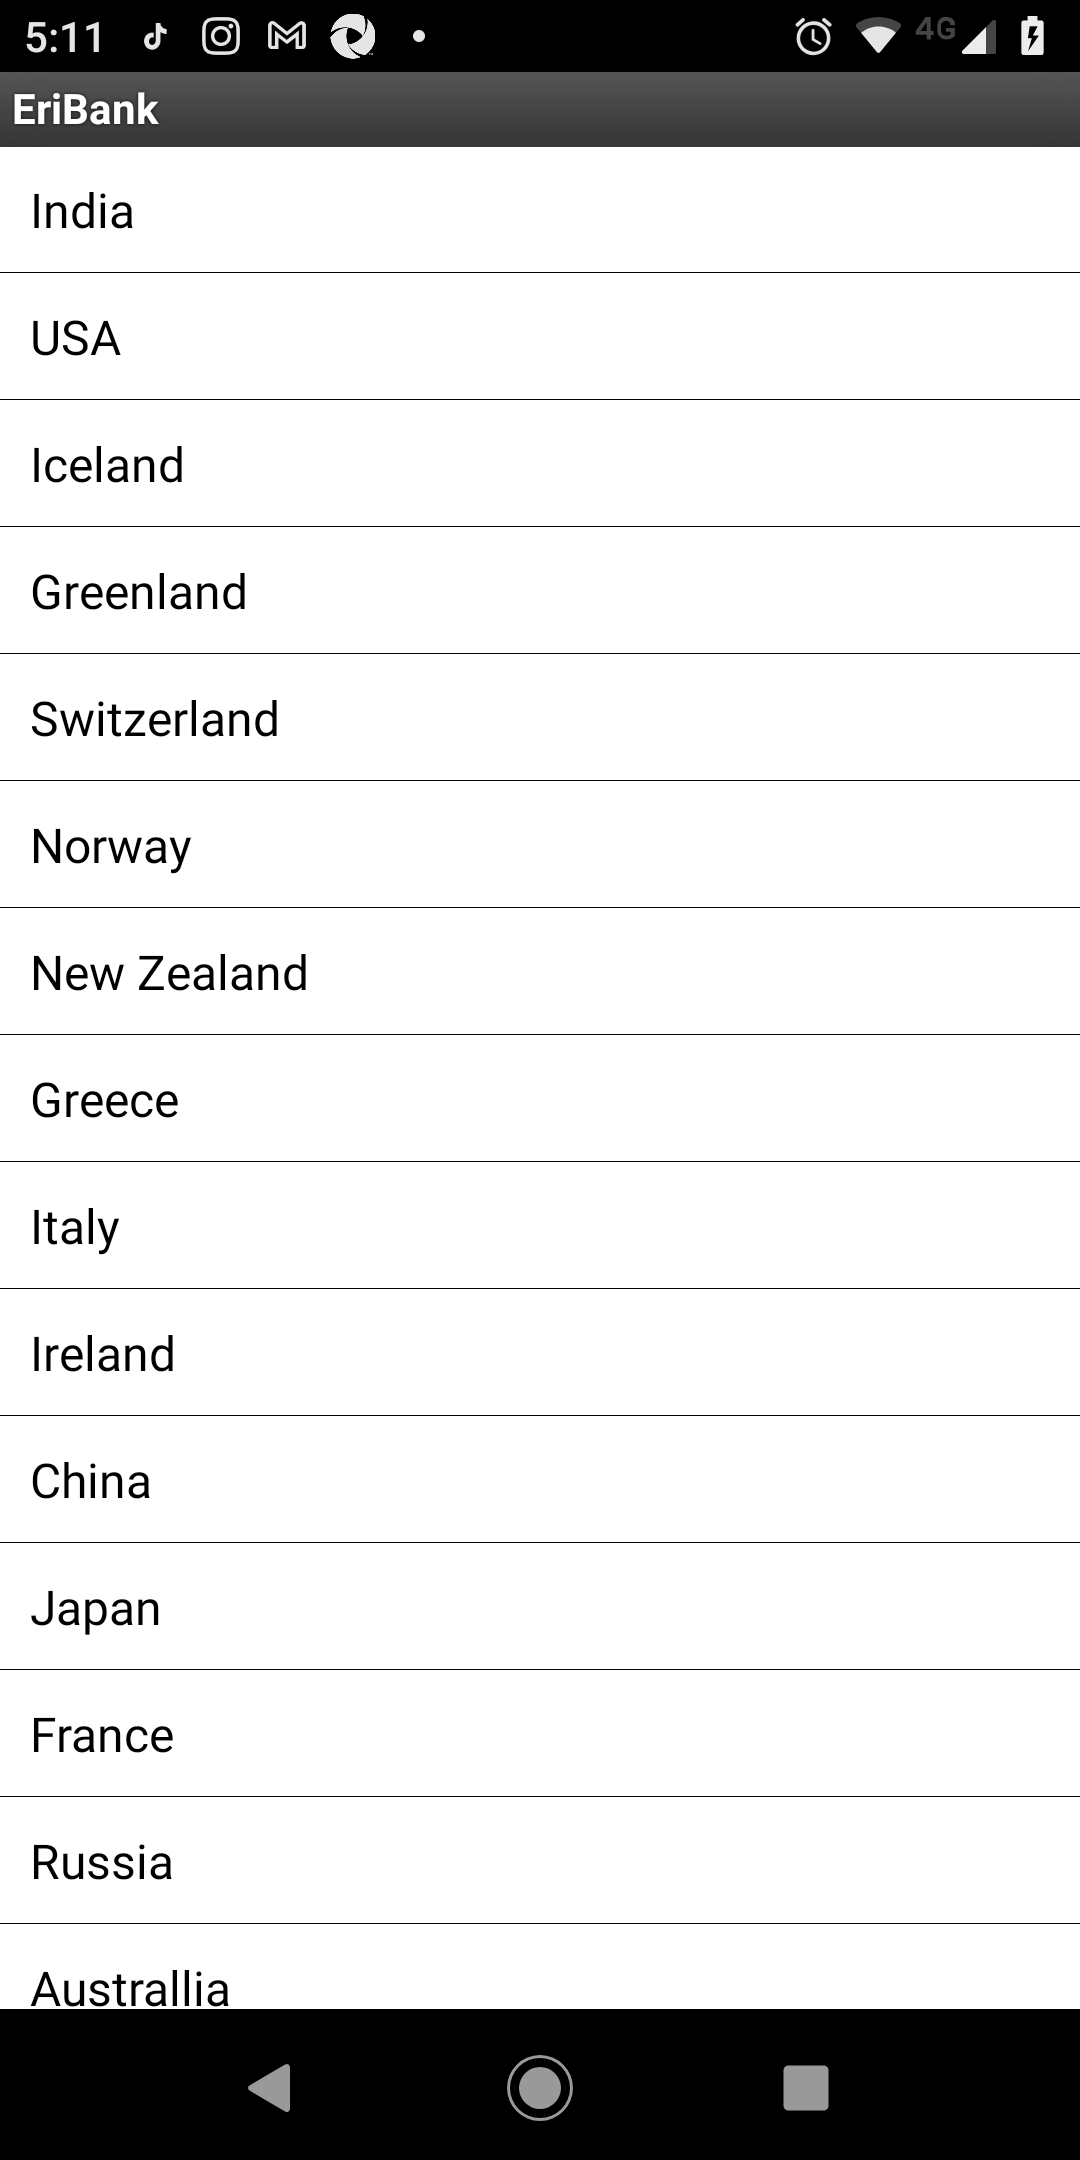 5:11
4G
EriBank
India
USA
Iceland
Greenland
Switzerland
Norway
New Zealand
Greece
Italy
Ireland
China
Japan
France
Russia
Australlia